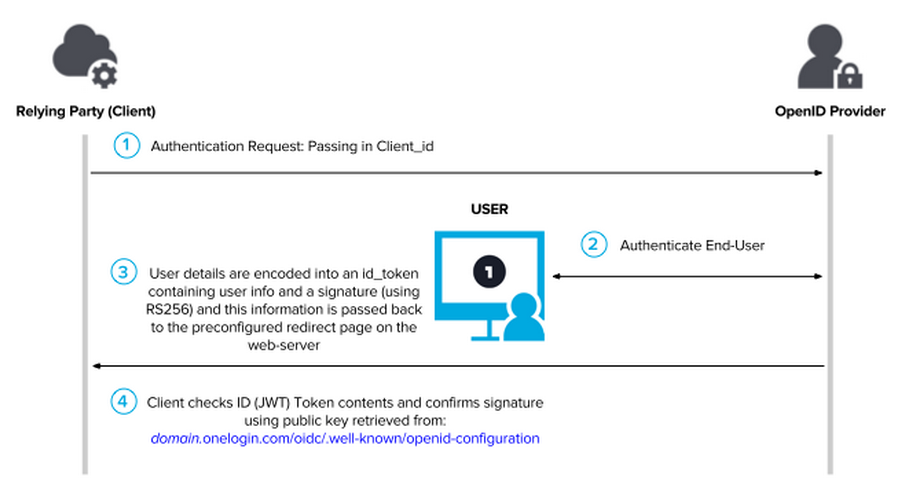 Relying Party (Client)
OpenID Provider
1
Authentication Request: Passing in Client_id
USER
1
2
Authenticate End-User
3
User details are encoded into an id_token
containing user info and a signature (using
RS256) and this information is passed back
to the preconfigured redirect page on the
web-server
4
Client checks ID (JWT) Token contents and confirms signature
using public key retrieved from:
domain.onelogin.com/oidc/.well-known/openid-configuration